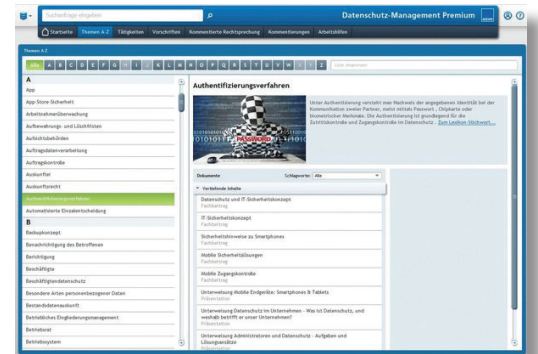 Suchanfrage eingeben
Datenschutz-Management Premium
Startseite Themen A-Z Tätigkeiten Vorschriften Kommentierte Rechtsprechung Kommentierungen Arbeitshilfen
Themen A-Z
Alle A B C D E F G H I J K L M N O P Q R S T U V W X Y Z
A
App
App-Store-Sicherheit
Arbeitnehmerüberwachung
Aufbewahrungs- und Löschfristen
Aufsichtsbehörden
Auftragsdatenverarbeitung
Auftragskontrolle
Auskunftei
Auskunftsrecht
Authentifizierungsverfahren
Automatisierte Einzelentscheidung
B
Backupkonzept
Benachrichtigung des Betroffenen
Berichtigung
Beschäftigte
Beschäftigtendatenschutz
Besondere Arten personenbezogener Daten
Bestandsdatenauskunft
Betriebliches Eingliederungsmanagement
Betriebsrat
Betriebssystem
Authentifizierungsverfahren
PASSWORD
Unter Authentisierung versteht man Nachweis der angegebenen Identität bei der
Kommunikation zweier Partner, meist mittels Passwort , Chipkarte oder
biometrischer Merkmale. Die Authentisierung ist grundlegend für die
Zutrittskontrolle und Zugangskontrolle im Datenschutz . Zum Lexikon-Stichwort...
Dokumente Schlagworte: Alle
Vertiefende Inhalte
Datenschutz und IT-Sicherheitskonzept
Fachbeitrag
IT-Sicherheitskonzept
Fachbeitrag
Sicherheitshinweise zu Smartphones
Fachbeitrag
Mobile Sicherheitslösungen
Fachbeitrag
Mobile Zugangskontrolle
Fachbeitrag
Unterweisung Mobile Endgeräte: Smartphones & Tablets
Präsentation
Unterweisung Datenschutz im Unternehmen - Was ist Datenschutz, und
weshalb betrifft er unser Unternehmen?
Präsentation
Unterweisung Administratoren und Datenschutz - Aufgaben und
Lösungsansätze